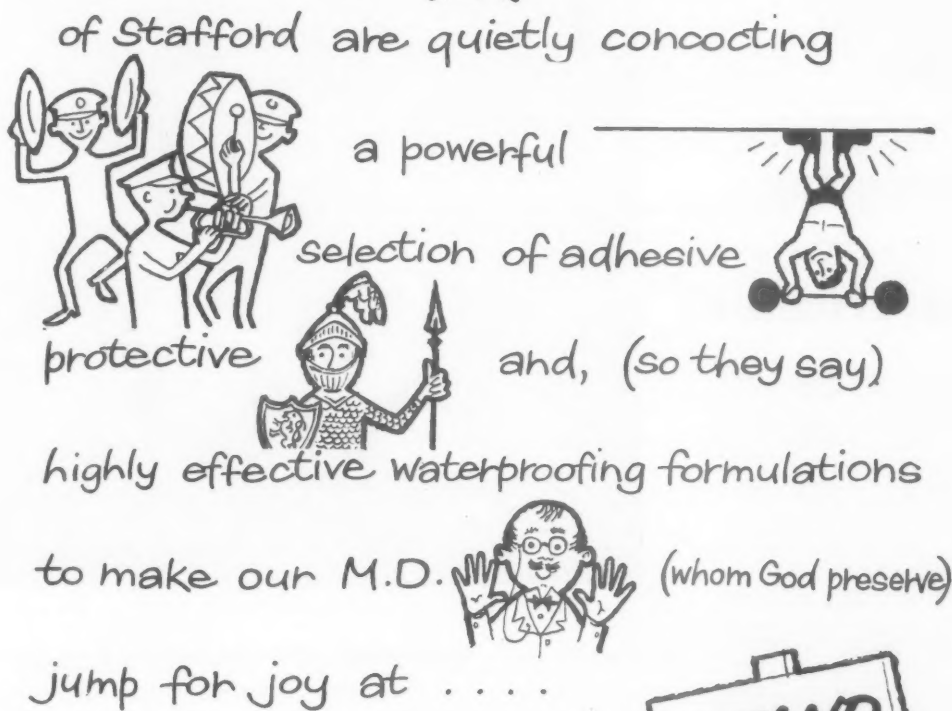 of Stafford are quietly concocting
a powerful
selection of adhesive
protective and, (so they say)
highly effective waterproofing formulations
to make our M.D. (whom God preserve)
jump for joy at ....